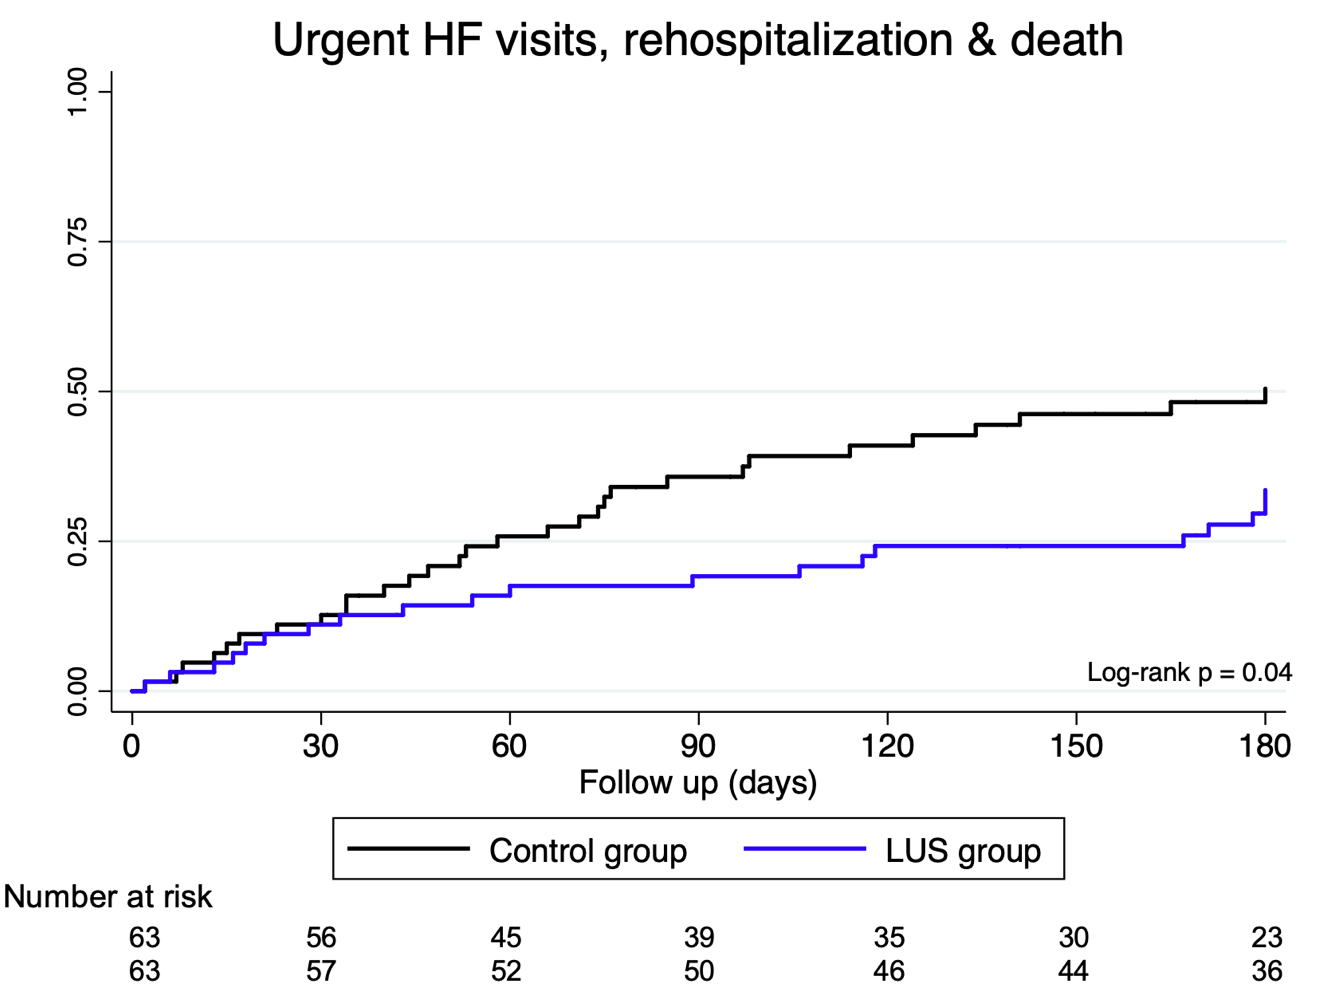 Urgent HF visits, rehospitalization & death
1.00
0.75
0.50
0.25
0.00
Log-rank p = 0.04
0 30 60 90 120 150 180
Follow up (days)
Control group LUS group
Number at risk
63 56 45 39 35 30 23
63 57 52 50 46 44 36